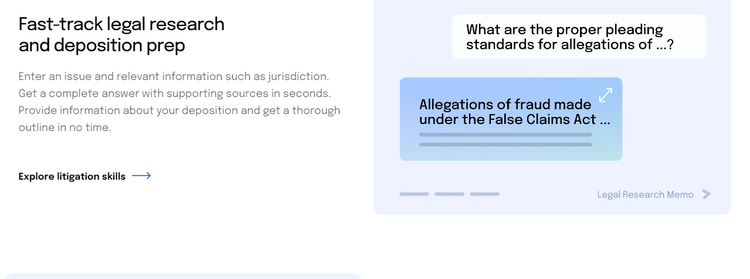 Fast-track legal research
and deposition prep
Enter an issue and relevant information such as jurisdiction.
Get a complete answer with supporting sources in seconds.
Provide information about your deposition and get a thorough
outline in no time.
Explore litigation skills
What are the proper pleading
standards for allegations of ...?
Allegations of fraud made
under the False Claims Act ...
Legal Research Memo